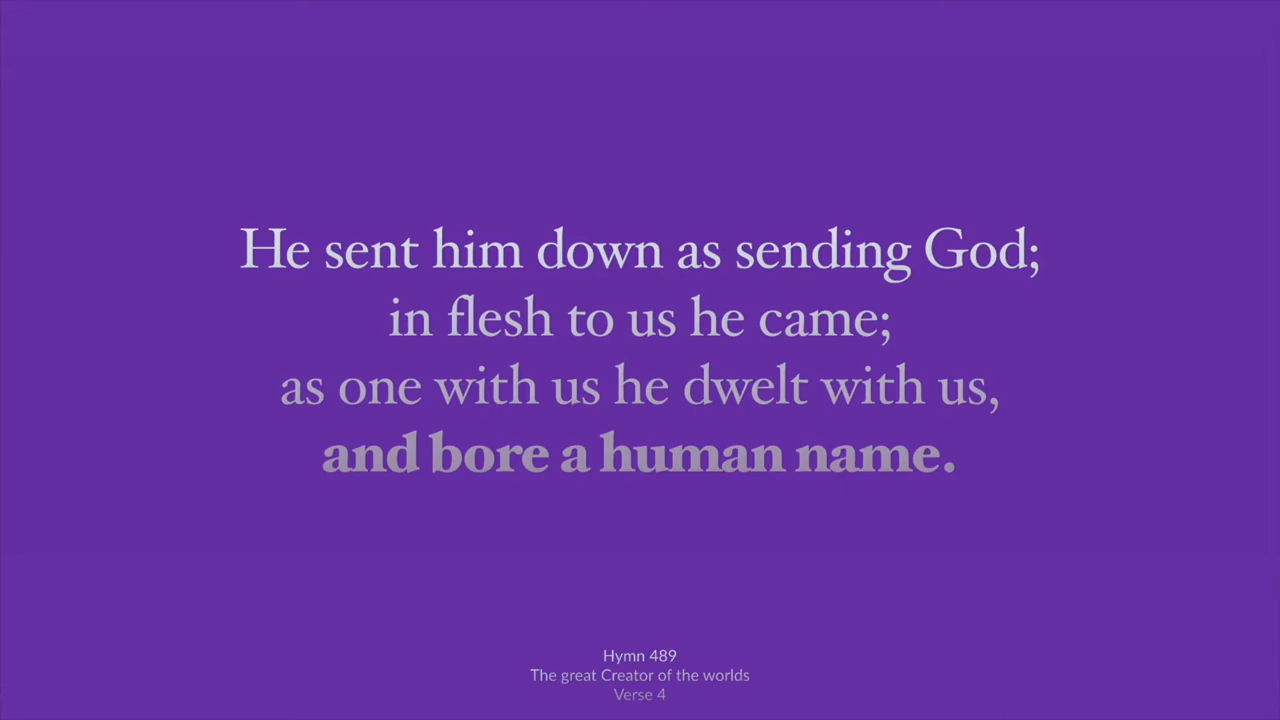 He sent him down as sending God;
in flesh to us he came;
as one with us he dwelt with us,
and bore a human name.
Hymn 489
The great Creator of the worlds
Verse 4